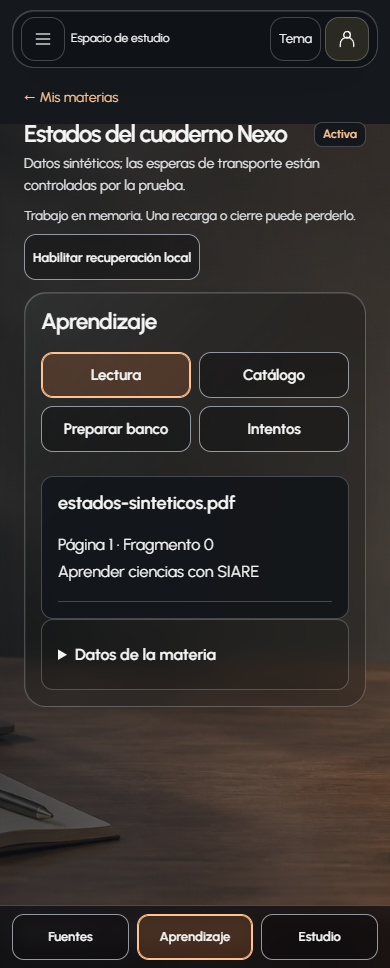 Espacio de estudio
Tema
← Mis materias
Estados del cuaderno Nexo
Activa
Datos sintéticos; las esperas de transporte están
controladas por la prueba.
Trabajo en memoria. Una recarga o cierre puede perderlo.
Habilitar recuperación local
Aprendizaje
Lectura
Catálogo
Preparar banco
Intentos
estados-sinteticos.pdf
Página 1 · Fragmento 0
Aprender ciencias con SIARE
▶ Datos de la materia
Fuentes
Aprendizaje
Estudio